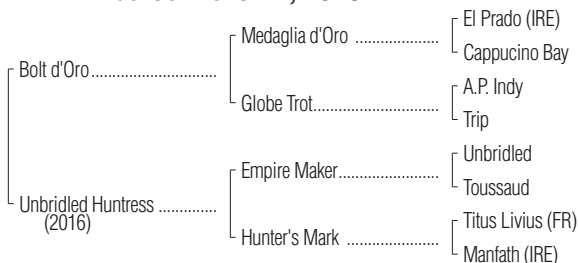 El Prado (IRE)
Medaglia d'Oro ....................
Cappucino Bay
Bolt d'Oro..............................
A.P. Indy
Globe Trot..............................
Trip
Unbridled
Empire Maker........................
Toussaud
Unbridled Huntress ..............
(2016)
Titus Livius (FR)
Hunter's Mark ......................
Manfath (IRE)